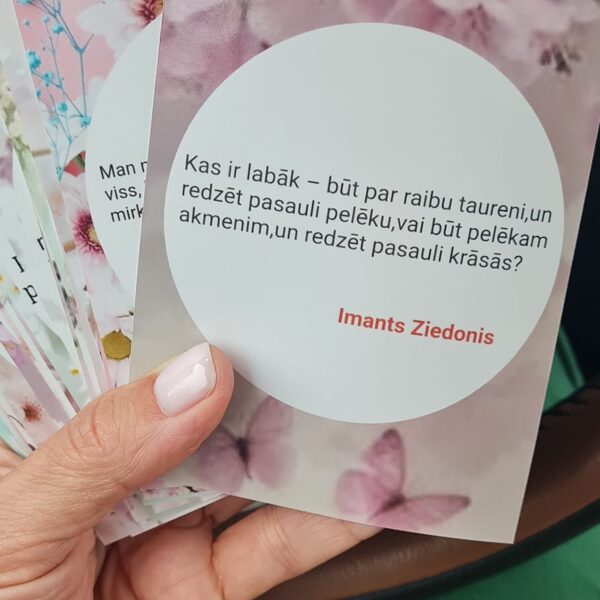 Kas ir labāk – būt par raibu taureni,un
redzēt pasauli pelēku,vai būt pelēkam
akmenim,un redzēt pasauli krāsās?
Imants Ziedonis
Man
viss,